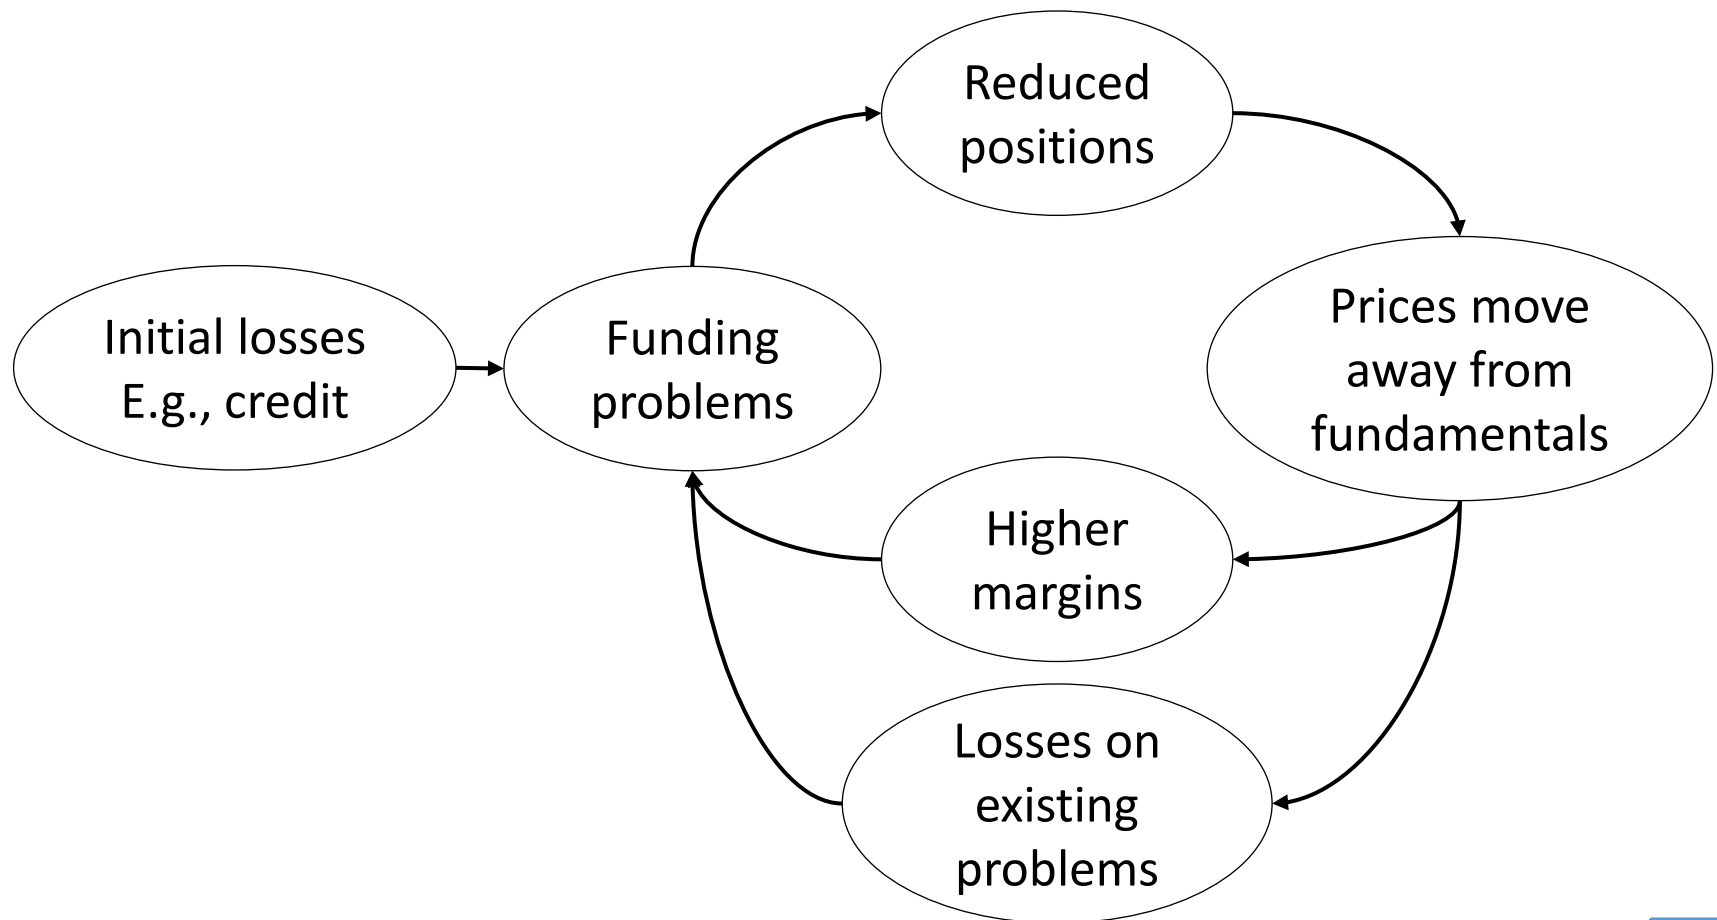 Reduced
positions
Initial losses
E.g., credit
Funding
problems
Prices move
away from
fundamentals
Higher
margins
Losses on
existing
problems